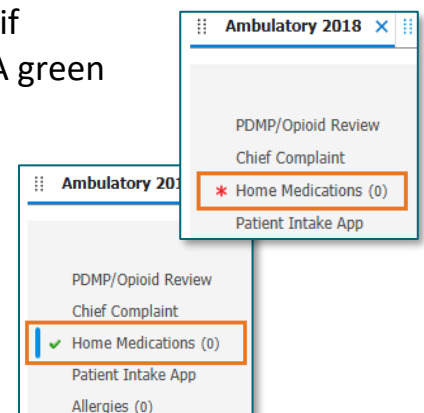 if
A green
Ambulatory 2018
PDMP/Opioid Review
Chief Complaint
* Home Medications (0)
Patient Intake App
Ambulatory 201
PDMP/Opioid Review
Chief Complaint
✓ Home Medications (0)
Patient Intake App
Allergies (0)